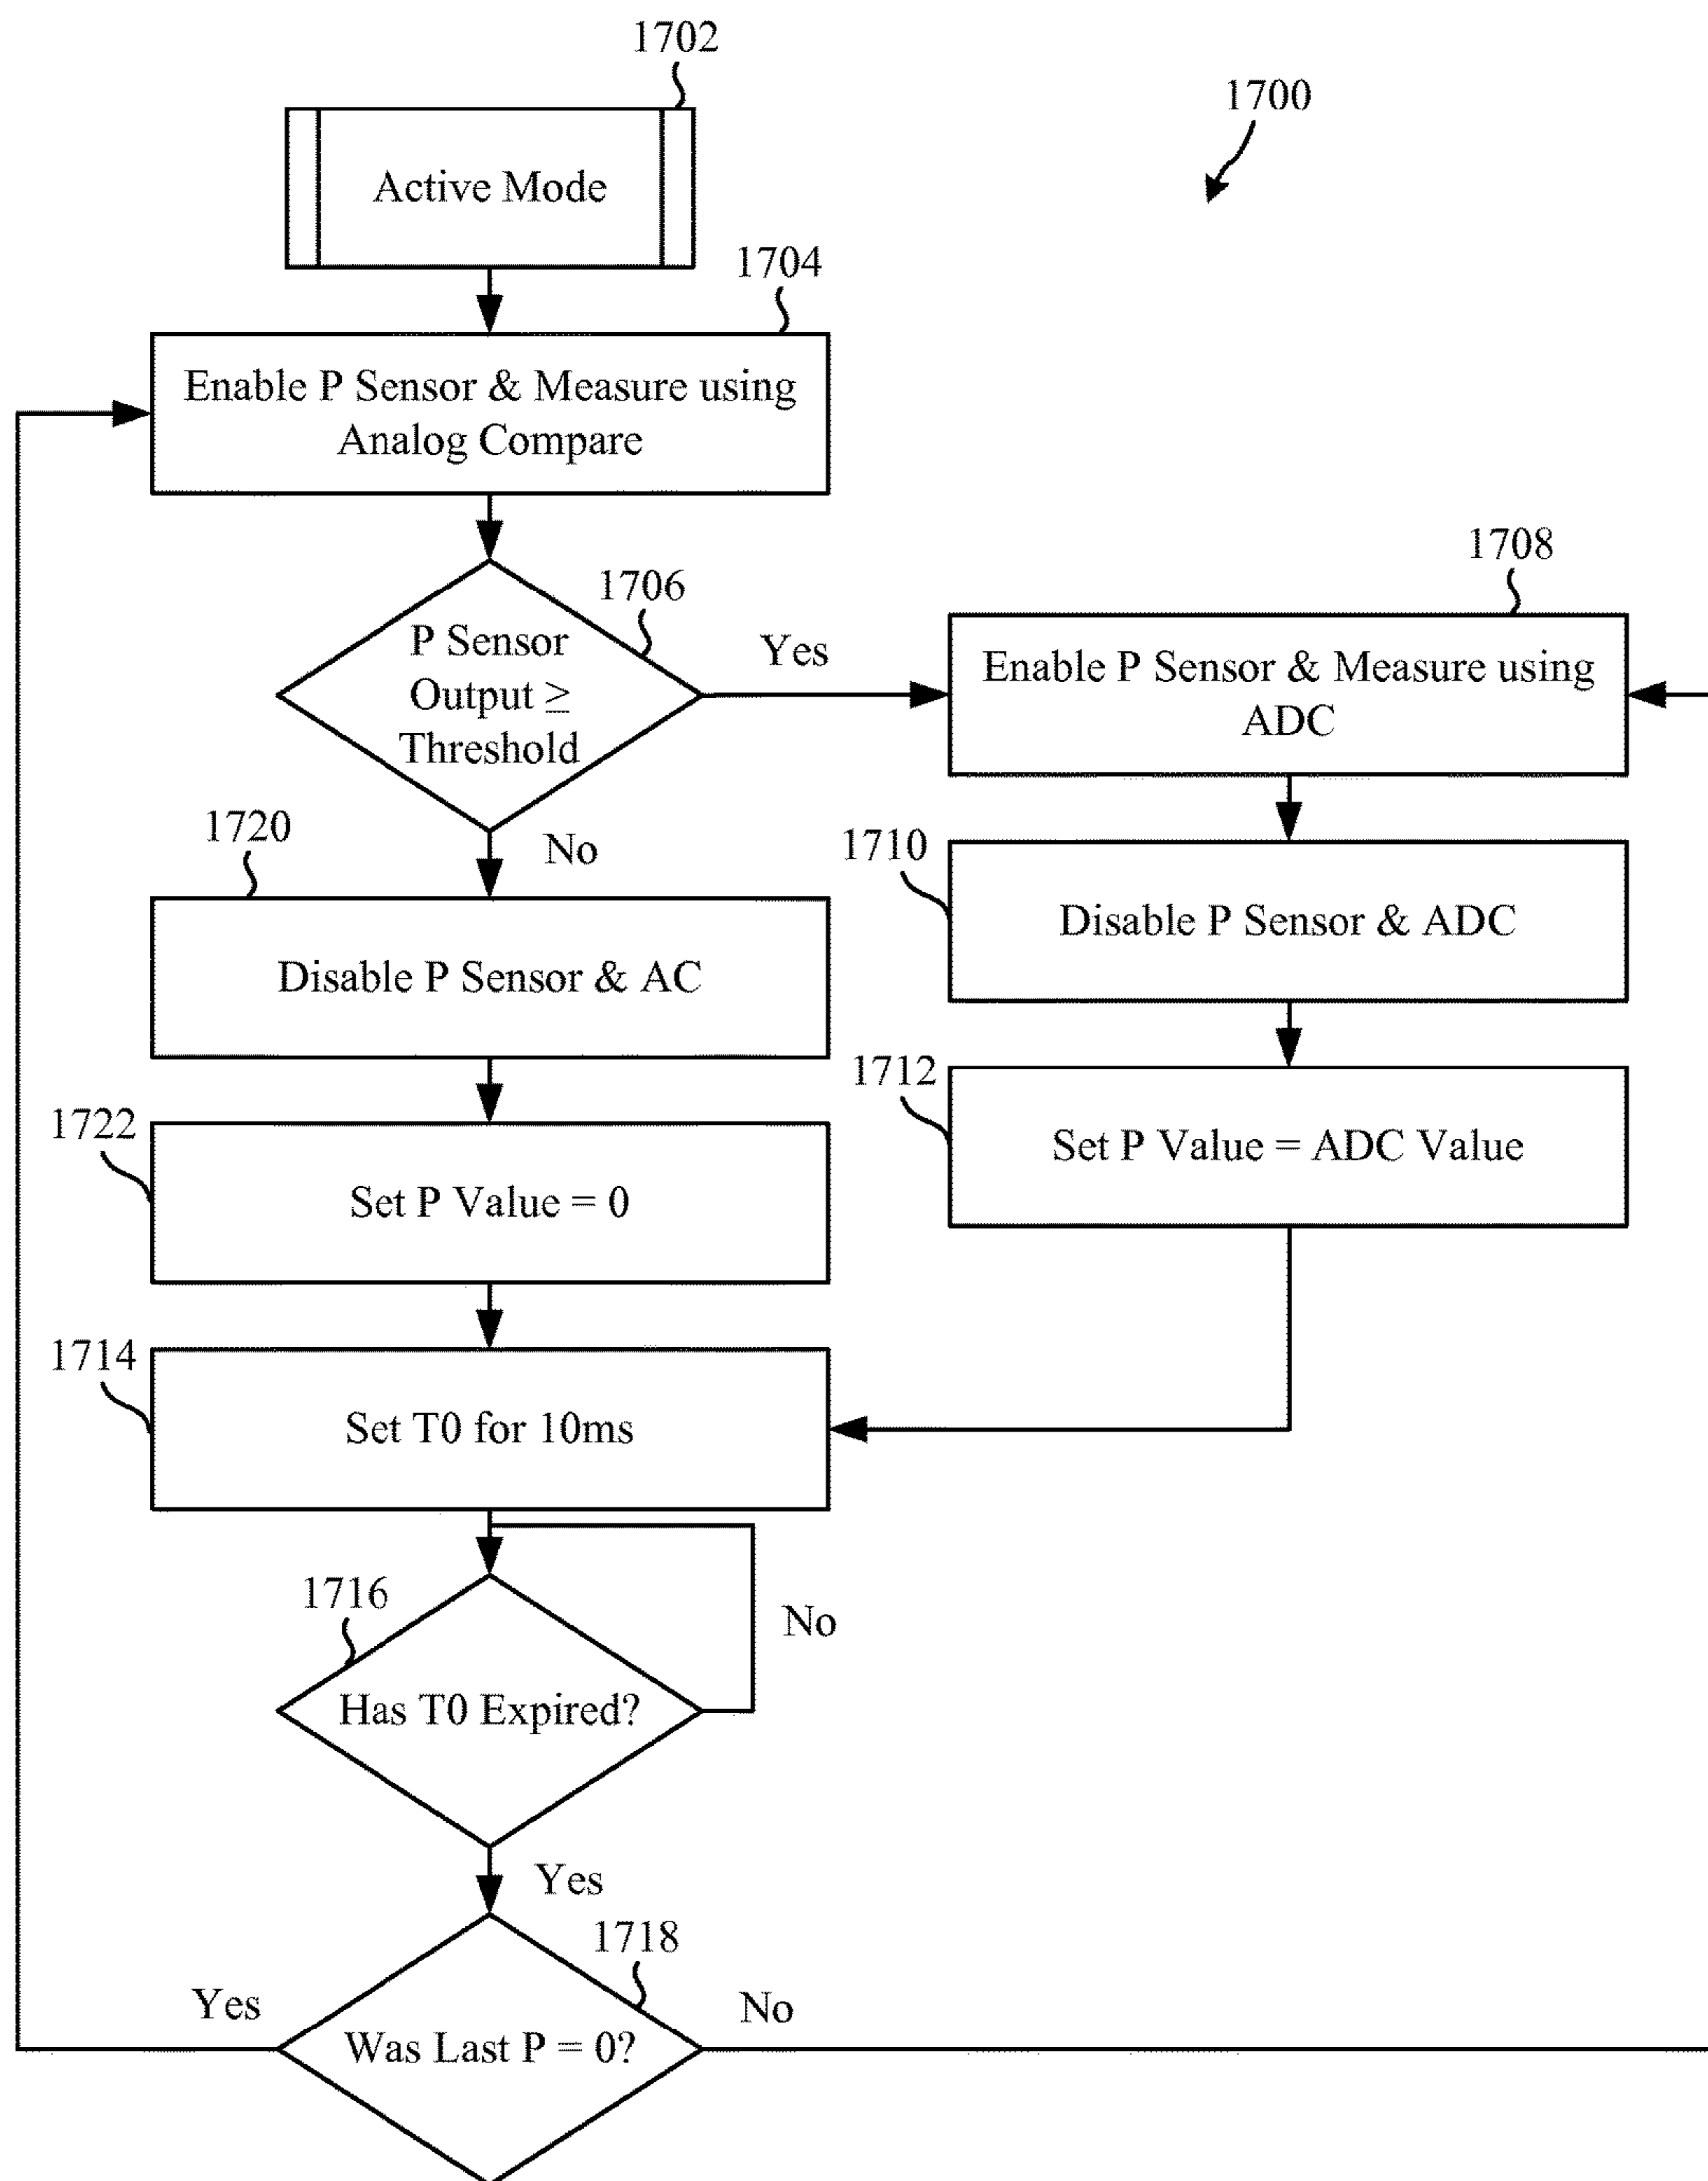 1702
1700
Active Mode
1704
Enable P Sensor & Measure using
Analog Compare
1706
P Sensor
Output ≥
Threshold
Yes
1708
Enable P Sensor & Measure using
ADC
No
1720
Disable P Sensor & AC
1710
Disable P Sensor & ADC
1712
Set P Value = ADC Value
1722
Set P Value = 0
1714
Set T0 for 10ms
1716
Has T0 Expired?
No
Yes
1718
Was Last P = 0?
Yes
No